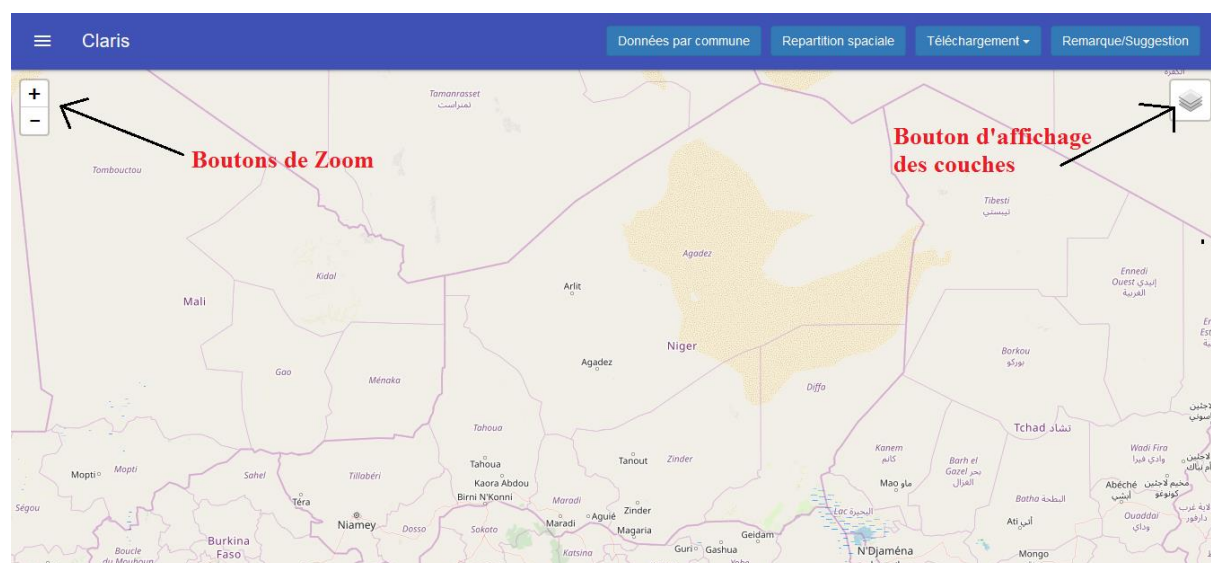 Claris
Données par commune
Repartition spaciale
Téléchargement
Remarque/Suggestion
+
−
Boutons de Zoom
Bouton d'affichage
des couches
Tamanrasset
تمنراست
Tombouctou
Tibesti
تيبستي
Agadez
Kidal
Arlit
Ennedi
Ouest إنيدي
الغربية
Mali
Niger
Borkou
بوركو
Agadez
Gao
Ménaka
Diffa
Tahoua
Tchad تشاد
Kanem
كانم
Wadi Fira
وادي فيرا
Mopti
Mopti
Sahel
Tillabéri
Tahoua
Tanout
Zinder
Barh el
Gazel بحر
الغزال
Kaora Abdou
Mao ماو
Abéché
أبشي
Birni N'Konni
Maradi
Batha البطحة
Ségou
Téra
Zinder
Lac البحيرة
Ouaddaï
وداي
Niamey
Dosso
Sokoto
Maradi
Aguié
Magaria
Ati أتي
Geidam
Burkina
Faso
Boucle
du Mouhoun
Katsina
Guri
Gashua
Yobe
N'Djaména
Mongo